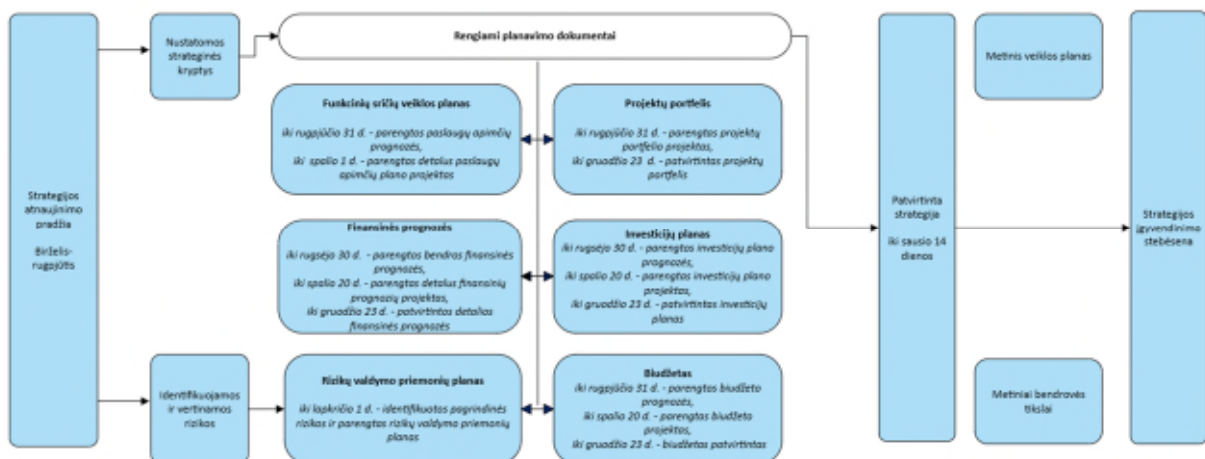 Strategijos
atnaujinimo
pradžia
Birželis-
rugpjūtis
Nustatomos
strateginės
kryptys
Identifikuojamos
ir vertinamos
rizikos
Rengiami planavimo dokumentai
Funkcinių sričių veiklos planas
iki rugpjūčio 31 d. - parengtos paslaugų apimčių
prognozės,
iki spalio 1 d. - parengtas detalus paslaugų
apimčių plano projektas
Projektų portfelis
iki rugpjūčio 31 d. - parengtas projektų
portfelio projektas,
iki gruodžio 23 d. - patvirtintas projektų
portfelis
Finansinės prognozės
iki rugsėjo 30 d. - parengtos bendros finansinės
prognozės,
iki spalio 20 d. - parengtas detalus finansinių
prognozių projektas,
iki gruodžio 23 d. - patvirtintos detalios
finansinės prognozės
Investicijų planas
iki rugsėjo 30 d. - parengtos investicijų plano
prognozės,
iki spalio 20 d. - parengtas investicijų plano
projektas,
iki gruodžio 23 d. - patvirtintas investicijų
planas
Rizikų valdymo priemonių planas
iki lapkričio 1 d. - identifikuotos pagrindinės
rizikos ir parengtas rizikų valdymo priemonių
planas
Biudžetas
iki rugpjūčio 31 d. - parengtos biudžeto
prognozės,
iki spalio 20 d. - parengtas biudžeto
projektas,
iki gruodžio 23 d. - biudžetas patvirtintas
Patvirtinta
strategija
iki sausio 14
dienos
Metinis veiklos planas
Metiniai bendrovės
tikslai
Strategijos
įgyvendinimo
stebėsena